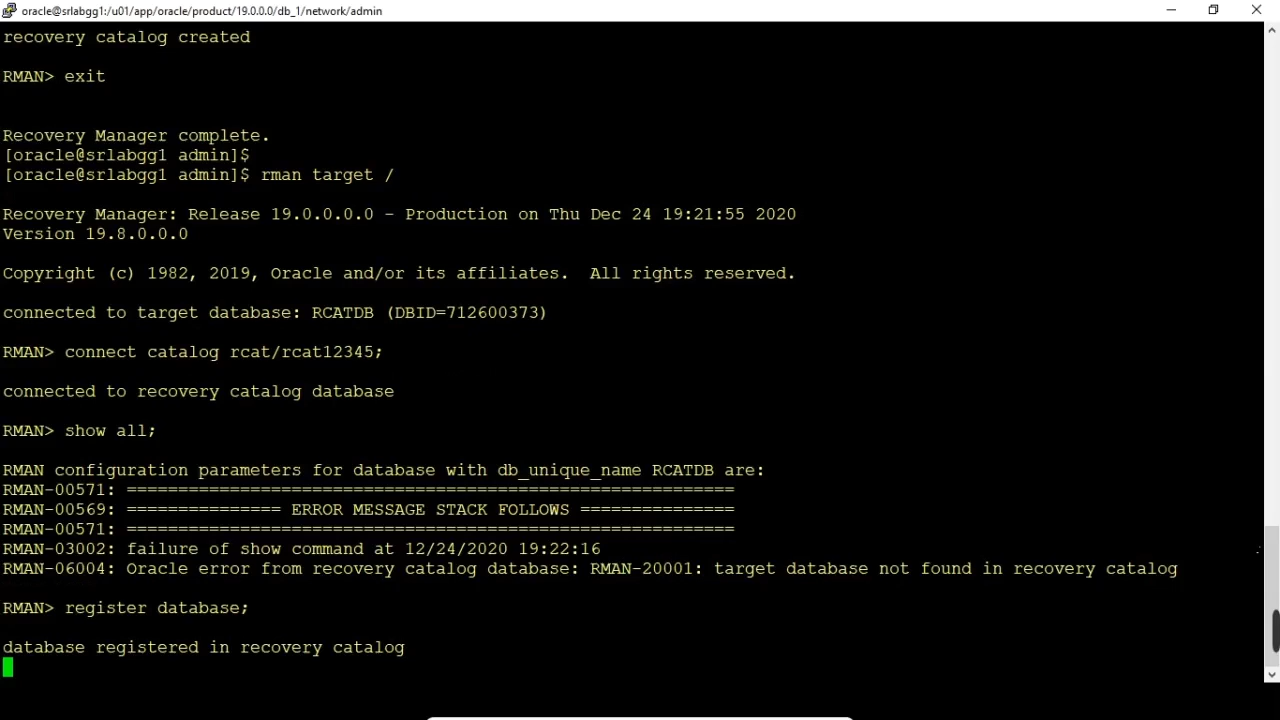 oracle@srlabgg1:/u01/app/oracle/product/19.0.0.0/db_1/network/admin
recovery catalog created
RMAN> exit
Recovery Manager complete.
[oracle@srlabgg1 admin]$
[oracle@srlabgg1 admin]$ rman target /
Recovery Manager: Release 19.0.0.0.0 - Production on Thu Dec 24 19:21:55 2020
Version 19.8.0.0.0
Copyright (c) 1982, 2019, Oracle and/or its affiliates.  All rights reserved.
connected to target database: RCATDB (DBID=712600373)
RMAN> connect catalog rcat/rcat12345;
connected to recovery catalog database
RMAN> show all;
RMAN configuration parameters for database with db_unique_name RCATDB are:
RMAN-00571: ===========================================================
RMAN-00569: =============== ERROR MESSAGE STACK FOLLOWS ===============
RMAN-00571: ===========================================================
RMAN-03002: failure of show command at 12/24/2020 19:22:16
RMAN-06004: Oracle error from recovery catalog database: RMAN-20001: target database not found in recovery catalog
RMAN> register database;
database registered in recovery catalog